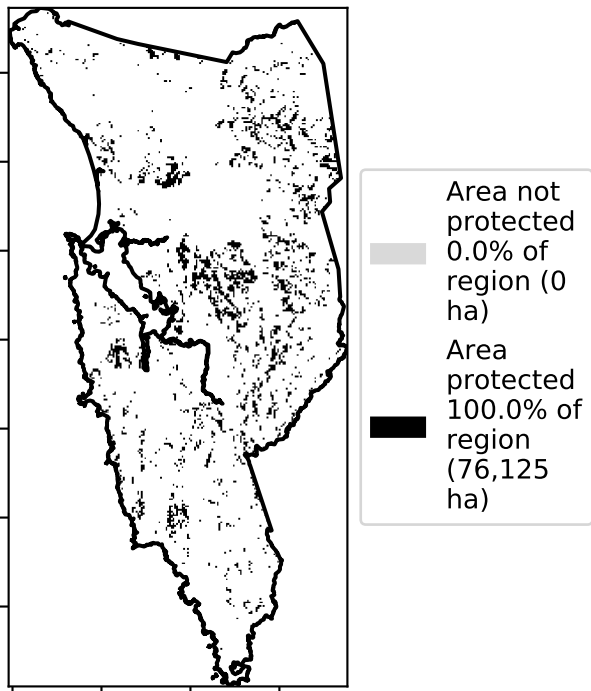 Area not
protected
0.0% of
region (0
ha)
Area
protected
100.0% of
region
(76,125
ha)